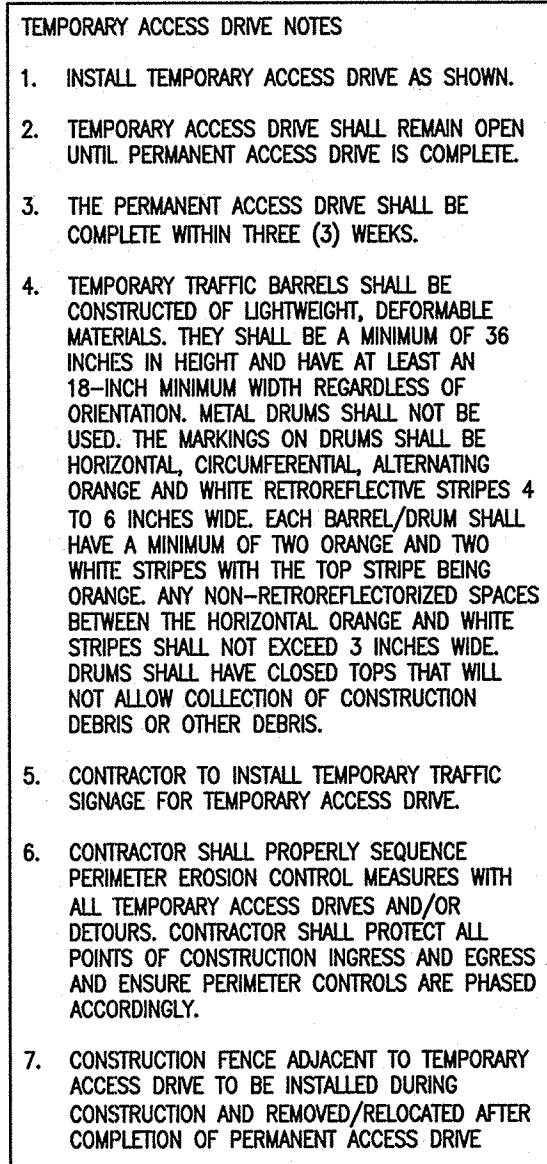 TEMPORARY ACCESS DRIVE NOTES
1. INSTALL TEMPORARY ACCESS DRIVE AS SHOWN.
2. TEMPORARY ACCESS DRIVE SHALL REMAIN OPEN
UNTIL PERMANENT ACCESS DRIVE IS COMPLETE.
3. THE PERMANENT ACCESS DRIVE SHALL BE
COMPLETE WITHIN THREE (3) WEEKS.
4. TEMPORARY TRAFFIC BARRELS SHALL BE
CONSTRUCTED OF LIGHTWEIGHT, DEFORMABLE
MATERIALS. THEY SHALL BE A MINIMUM OF 36
INCHES IN HEIGHT AND HAVE AT LEAST AN
18-INCH MINIMUM WIDTH REGARDLESS OF
ORIENTATION. METAL DRUMS SHALL NOT BE
USED. THE MARKINGS ON DRUMS SHALL BE
HORIZONTAL, CIRCUMFERENTIAL, ALTERNATING
ORANGE AND WHITE RETROREFLECTIVE STRIPES 4
TO 6 INCHES WIDE. EACH BARREL/DRUM SHALL
HAVE A MINIMUM OF TWO ORANGE AND TWO
WHITE STRIPES WITH THE TOP STRIPE BEING
ORANGE. ANY NON-RETROREFLECTORIZED SPACES
BETWEEN THE HORIZONTAL ORANGE AND WHITE
STRIPES SHALL NOT EXCEED 3 INCHES WIDE.
DRUMS SHALL HAVE CLOSED TOPS THAT WILL
NOT ALLOW COLLECTION OF CONSTRUCTION
DEBRIS OR OTHER DEBRIS.
5. CONTRACTOR TO INSTALL TEMPORARY TRAFFIC
SIGNAGE FOR TEMPORARY ACCESS DRIVE.
6. CONTRACTOR SHALL PROPERLY SEQUENCE
PERIMETER EROSION CONTROL MEASURES WITH
ALL TEMPORARY ACCESS DRIVES AND/OR
DETOURS. CONTRACTOR SHALL PROTECT ALL
POINTS OF CONSTRUCTION INGRESS AND EGRESS
AND ENSURE PERIMETER CONTROLS ARE PHASED
ACCORDINGLY.
7. CONSTRUCTION FENCE ADJACENT TO TEMPORARY
ACCESS DRIVE TO BE INSTALLED DURING
CONSTRUCTION AND REMOVED/RELOCATED AFTER
COMPLETION OF PERMANENT ACCESS DRIVE